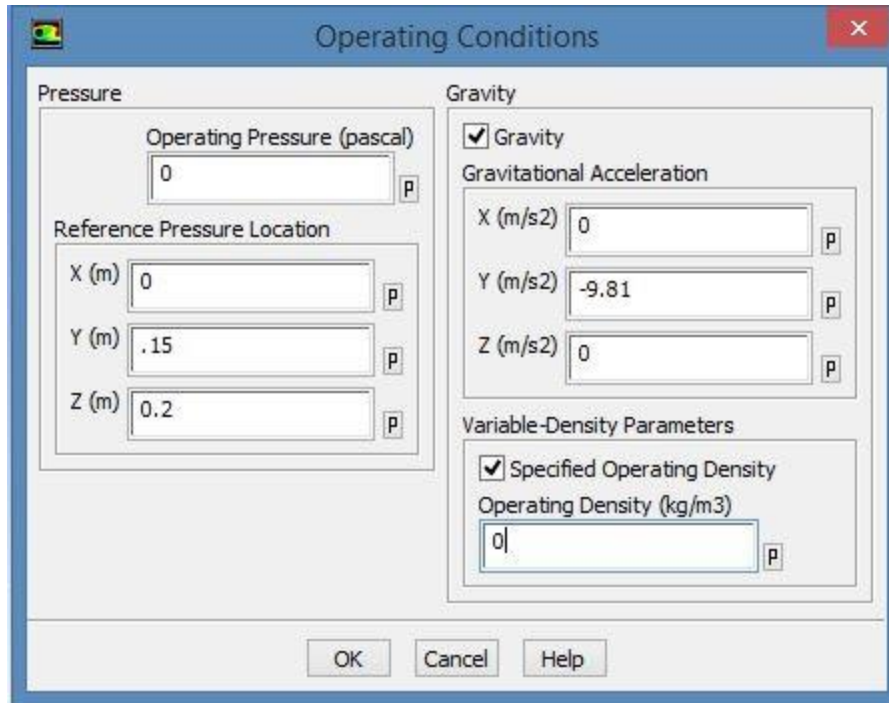 Operating Conditions
Pressure
Operating Pressure (pascal)
0
P
Reference Pressure Location
X (m) 0 P
Y (m) .15 P
Z (m) 0.2 P
Gravity
Gravity
Gravitational Acceleration
X (m/s2) 0 P
Y (m/s2) -9.81 P
Z (m/s2) 0 P
Variable-Density Parameters
Specified Operating Density
Operating Density (kg/m3)
0
P
OK Cancel Help